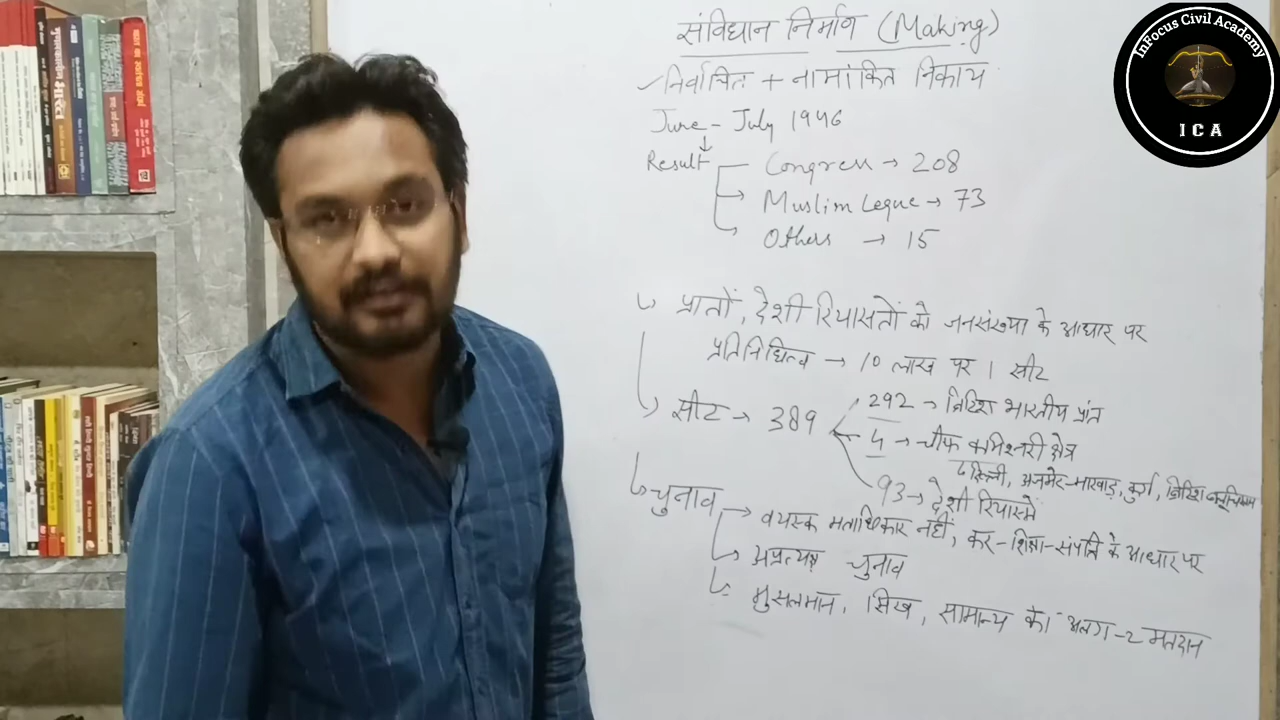 संविधान निर्माण (Making)
निर्वाचित + नामांकित निकाय
June - July 1946
Result
Congress → 208
Muslim Legue → 73
Others → 15
प्रातों, देशी रियासतों को जनसंख्या के आधार पर
प्रतिनिधित्व → 10 लाख पर 1 सीट
सीट → 389
292 → ब्रिटिश भारतीय प्रांत
4 → चीफ कमिश्नरी क्षेत्र
दिल्ली, अजमेर-मारवाड़, कुर्ग, ब्रिटिश
93 → देशी रियासतें
चुनाव → वयस्क मताधिकार नहीं, कर-शिक्षा-संपत्ति के आधार पर
अप्रत्यक्ष चुनाव
मुसलमान, सिख, सामान्य का अलग-2 मतदान
InFocus Civil Academy
ICA